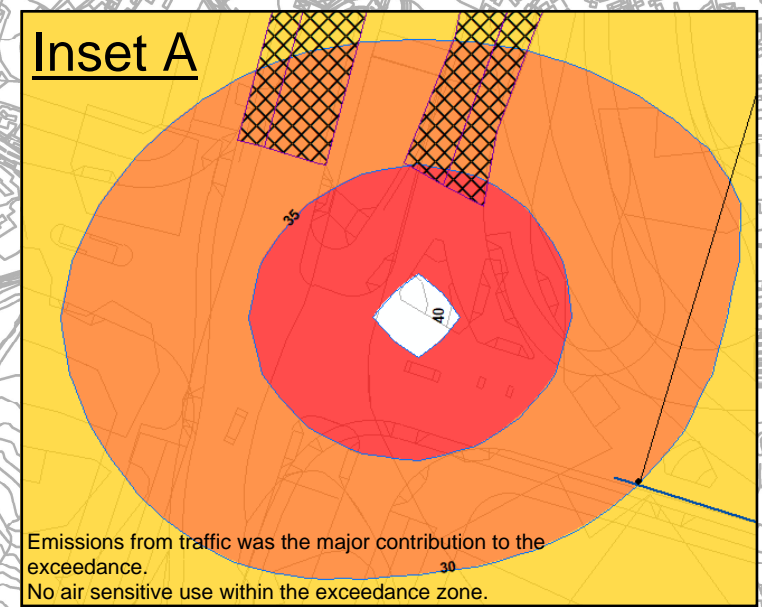 Inset A
35
40
30
Emissions from traffic was the major contribution to the
exceedance.
No air sensitive use within the exceedance zone.